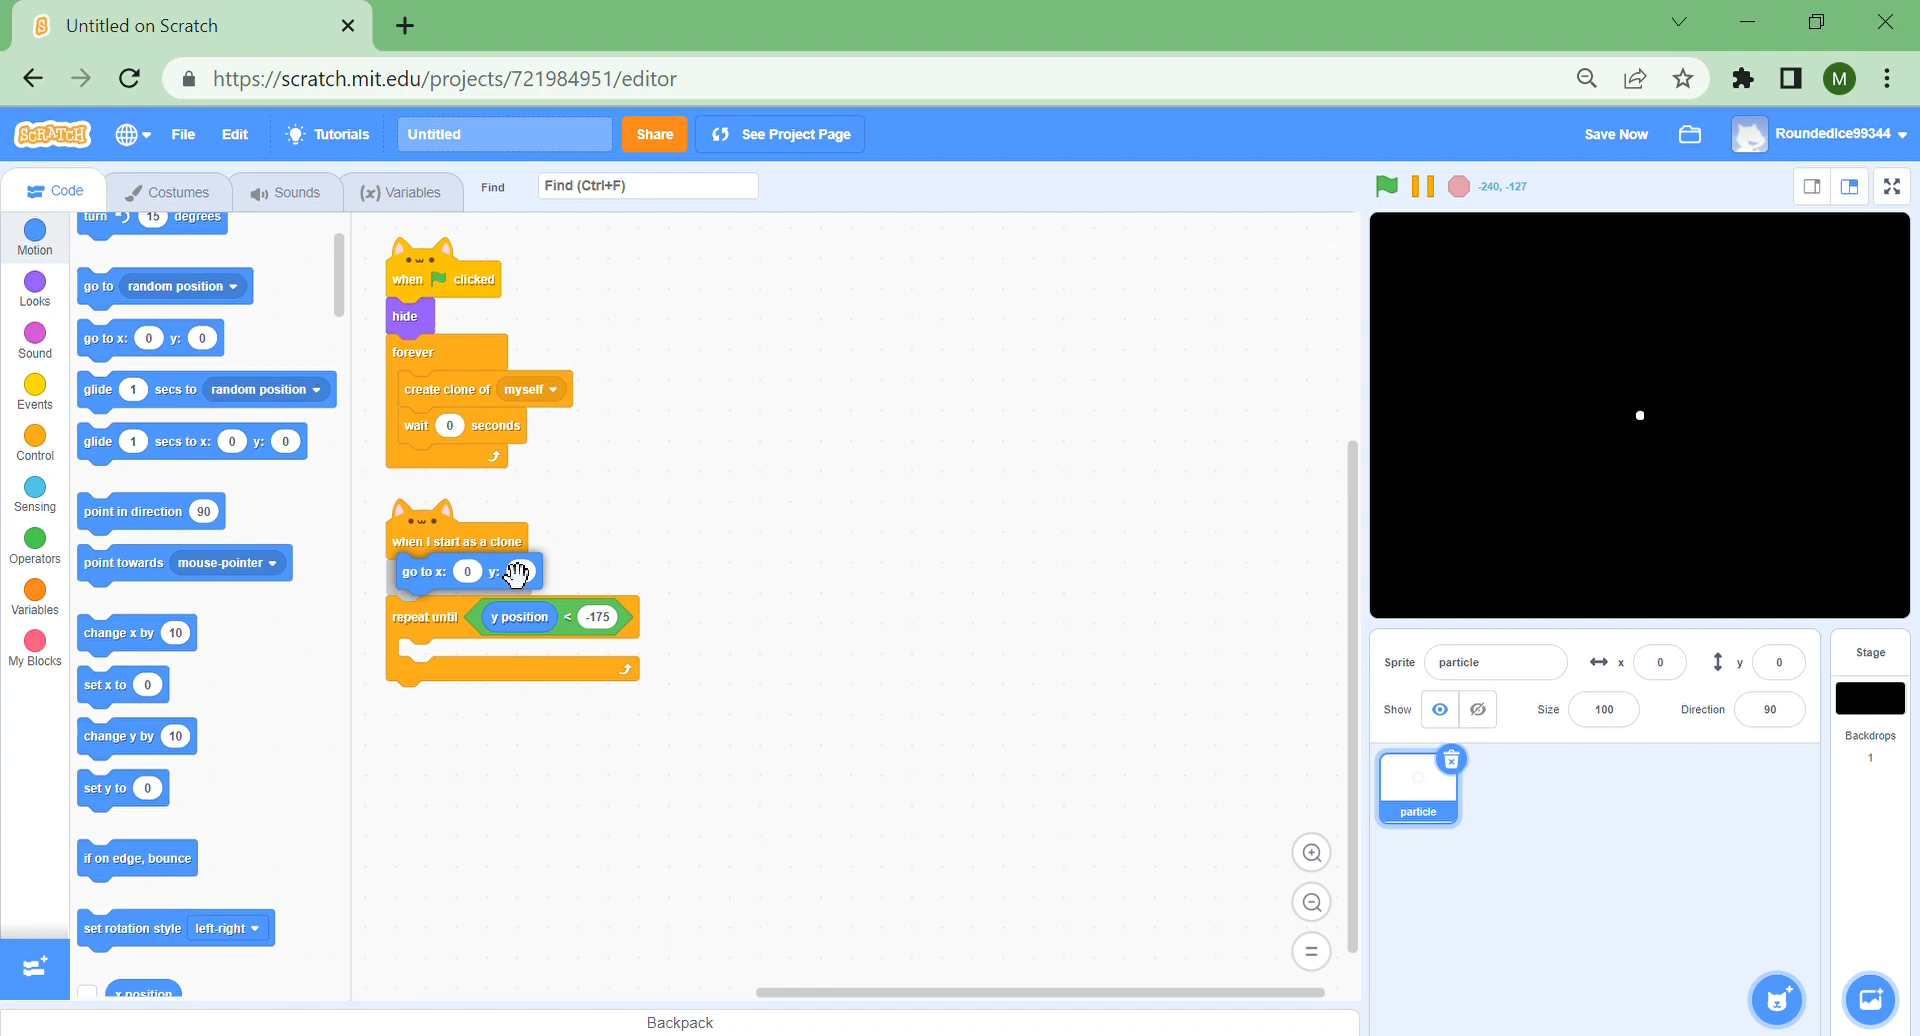 Untitled on Scratch
https://scratch.mit.edu/projects/721984951/editor
M
SCRATCH
File
Edit
Tutorials
Untitled
Share
See Project Page
Save Now
RoundedIce99344
Code
Costumes
Sounds
(x) Variables
Find
Find (Ctrl+F)
-240, -127
Motion
Looks
Sound
Events
Control
Sensing
Operators
Variables
My Blocks
turn 15 degrees
go to random position
go to x: 0 y: 0
glide 1 secs to random position
glide 1 secs to x: 0 y: 0
point in direction 90
point towards mouse-pointer
change x by 10
set x to 0
change y by 10
set y to 0
if on edge, bounce
set rotation style left-right
x position
when clicked
hide
forever
create clone of myself
wait 0 seconds
when I start as a clone
go to x: 0 y:
repeat until y position < -175
Sprite particle x 0 y 0
Show Size 100 Direction 90
particle
Stage
Backdrops
1
Backpack